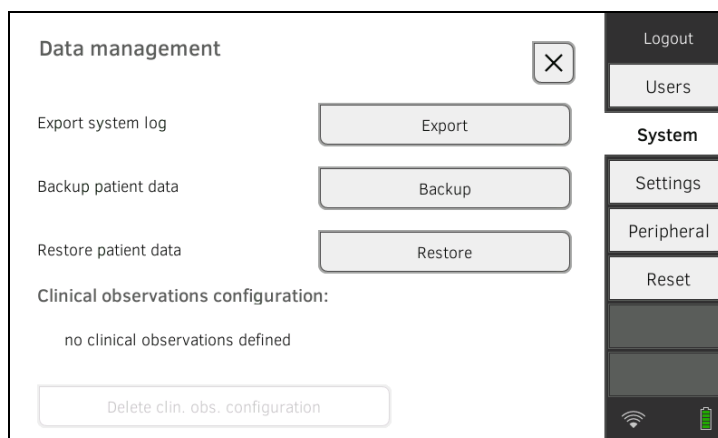 Data management
Export system log
Export
Backup patient data
Backup
Restore patient data
Restore
Clinical observations configuration:
no clinical observations defined
Delete clin. obs. configuration
Logout
Users
System
Settings
Peripheral
Reset